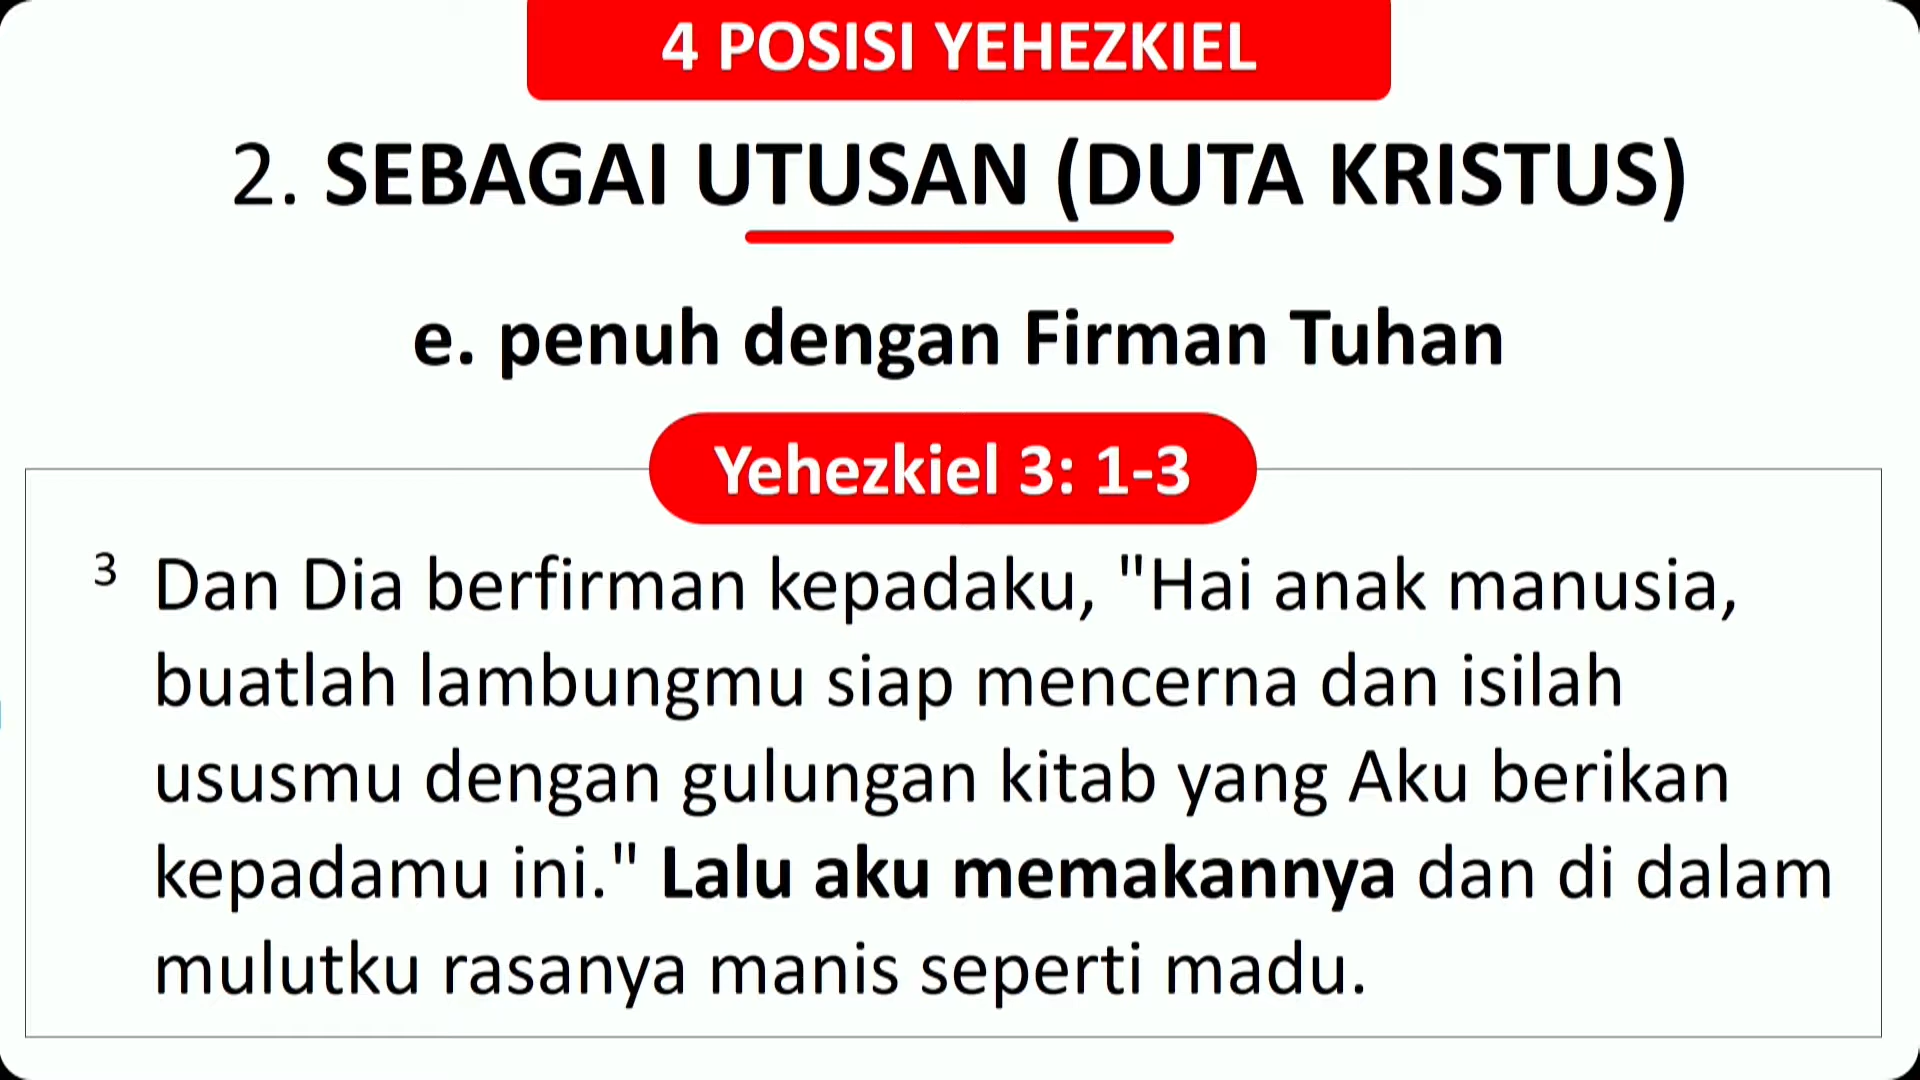 4 POSISI YEHEZKIEL
2. SEBAGAI UTUSAN (DUTA KRISTUS)
e. penuh dengan Firman Tuhan
Yehezkiel 3: 1-3
3 Dan Dia berfirman kepadaku, "Hai anak manusia,
buatlah lambungmu siap mencerna dan isilah
ususmu dengan gulungan kitab yang Aku berikan
kepadamu ini." Lalu aku memakannya dan di dalam
mulutku rasanya manis seperti madu.